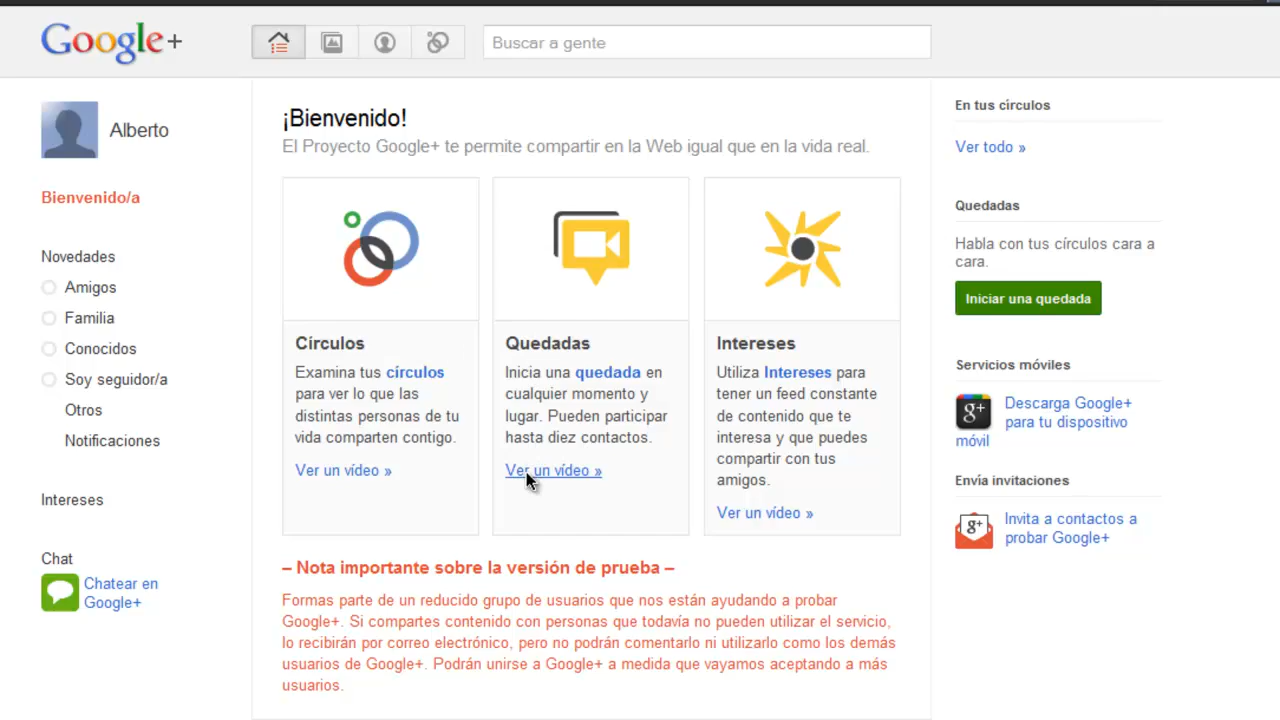 Google+
Buscar a gente
Alberto
Bienvenido/a
Novedades
Amigos
Familia
Conocidos
Soy seguidor/a
Otros
Notificaciones
Intereses
Chat
Chatear en
Google+
¡Bienvenido!
El Proyecto Google+ te permite compartir en la Web igual que en la vida real.
Círculos
Examina tus círculos
para ver lo que las
distintas personas de tu
vida comparten contigo.
Ver un vídeo »
Quedadas
Inicia una quedada en
cualquier momento y
lugar. Pueden participar
hasta diez contactos.
Ver un vídeo »
Intereses
Utiliza Intereses para
tener un feed constante
de contenido que te
interesa y que puedes
compartir con tus
amigos.
Ver un vídeo »
– Nota importante sobre la versión de prueba –
Formas parte de un reducido grupo de usuarios que nos están ayudando a probar
Google+. Si compartes contenido con personas que todavía no pueden utilizar el servicio,
lo recibirán por correo electrónico, pero no podrán comentarlo ni utilizarlo como los demás
usuarios de Google+. Podrán unirse a Google+ a medida que vayamos aceptando a más
usuarios.
En tus círculos
Ver todo »
Quedadas
Habla con tus círculos cara a
cara.
Iniciar una quedada
Servicios móviles
g+
Descarga Google+
para tu dispositivo
móvil
Envía invitaciones
g+
Invita a contactos a
probar Google+